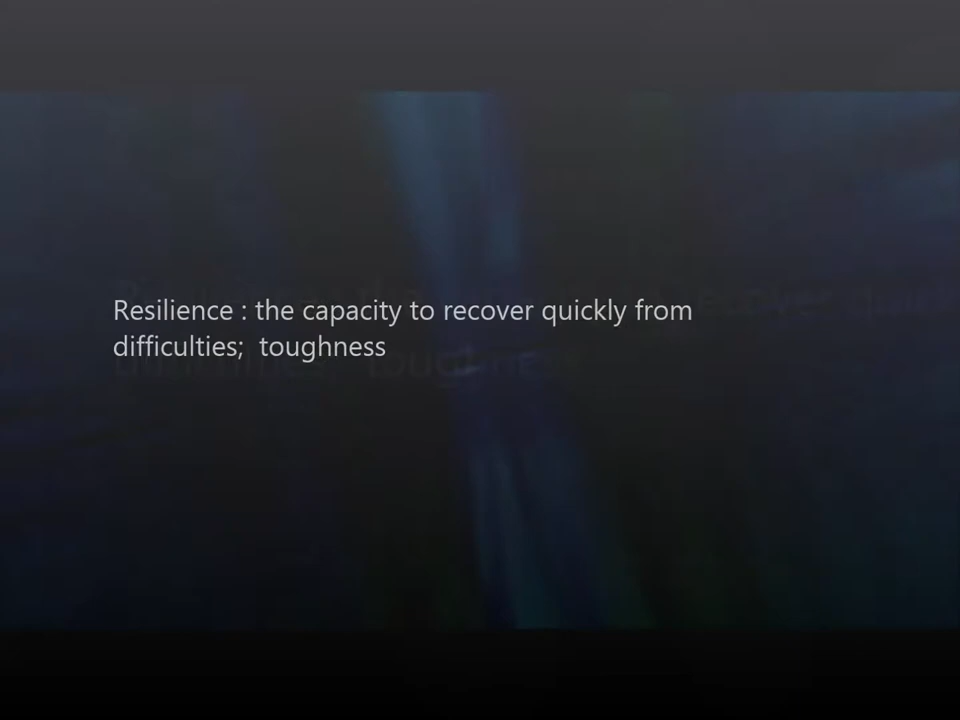 Resilience : the capacity to recover quickly from
difficulties;  toughness